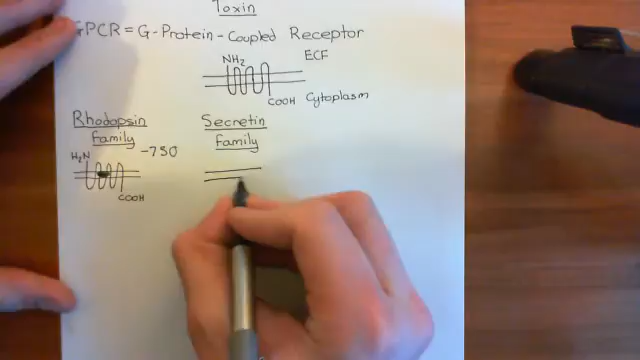 Toxin
GPCR = G-Protein-Coupled Receptor
NH2 ECF
COOH Cytoplasm
Rhodopsin Family
H2N -750
COOH
Secretin Family